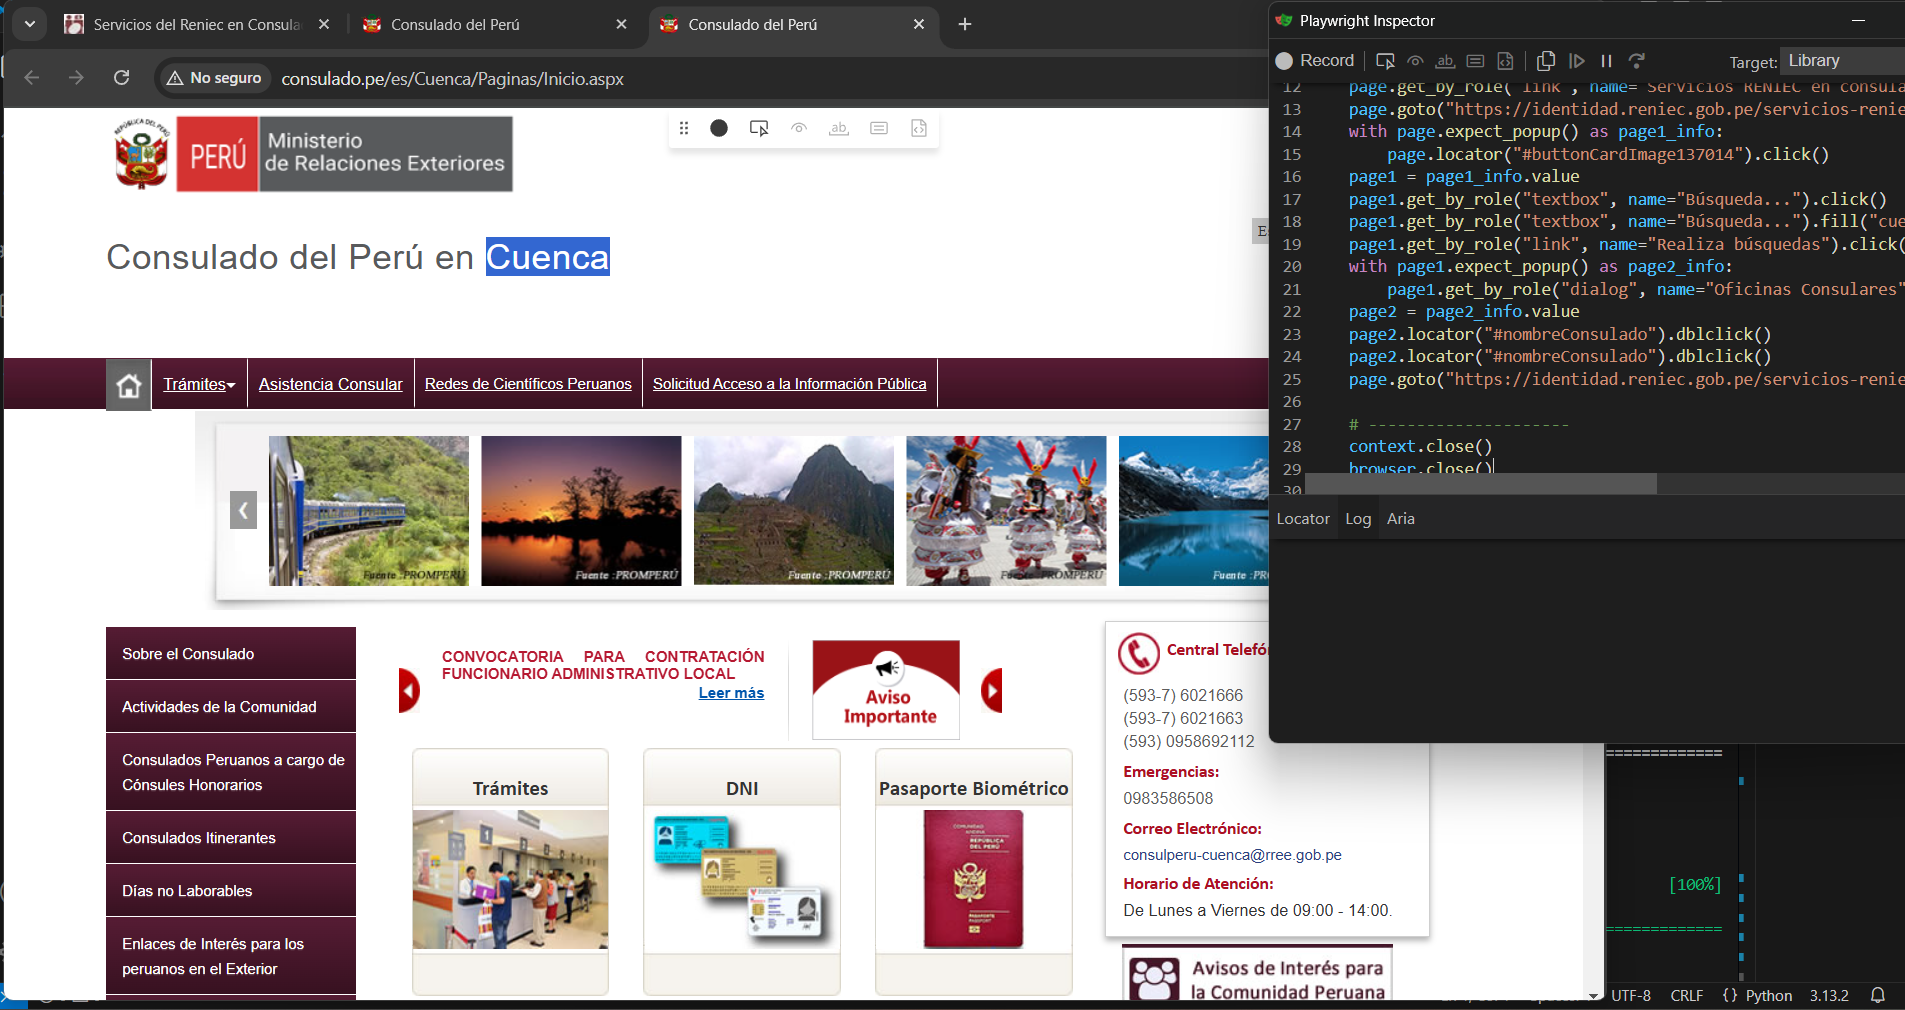 Servicios del Reniec en Consula
Consulado del Perú
Consulado del Perú
No seguro
consulado.pe/es/Cuenca/Paginas/Inicio.aspx
REPÚBLICA DEL PERÚ
PERÚ
Ministerio
de Relaciones Exteriores
Consulado del Perú en Cuenca
Trámites
Asistencia Consular
Redes de Científicos Peruanos
Solicitud Acceso a la Información Pública
Fuente :PROMPERÚ
Fuente :PROMPERÚ
Fuente :PROMPERÚ
Fuente :PROMPERÚ
Fuente :PR
Sobre el Consulado
Actividades de la Comunidad
Consulados Peruanos a cargo de
Cónsules Honorarios
Consulados Itinerantes
Días no Laborables
Enlaces de Interés para los
peruanos en el Exterior
CONVOCATORIA PARA CONTRATACIÓN
FUNCIONARIO ADMINISTRATIVO LOCAL
Leer más
Aviso
Importante
Trámites
DNI
Pasaporte Biométrico
REPÚBLICA DEL PERÚ
PASAPORTE
Central Telefó
(593-7) 6021666
(593-7) 6021663
(593) 0958692112
Emergencias:
0983586508
Correo Electrónico:
consulperu-cuenca@rree.gob.pe
Horario de Atención:
De Lunes a Viernes de 09:00 - 14:00.
Avisos de Interés para
la Comunidad Peruana
Playwright Inspector
Record
Target:
Library
12 page.get_by_role("link", name="Servicios RENIEC en consula
13 page.goto("https://identidad.reniec.gob.pe/servicios-renie
14 with page.expect_popup() as page1_info:
15 page.locator("#buttonCardImage137014").click()
16 page1 = page1_info.value
17 page1.get_by_role("textbox", name="Búsqueda...").click()
18 page1.get_by_role("textbox", name="Búsqueda...").fill("cue
19 page1.get_by_role("link", name="Realiza búsquedas").click(
20 with page1.expect_popup() as page2_info:
21 page1.get_by_role("dialog", name="Oficinas Consulares"
22 page2 = page2_info.value
23 page2.locator("#nombreConsulado").dblclick()
24 page2.locator("#nombreConsulado").dblclick()
25 page.goto("https://identidad.reniec.gob.pe/servicios-renie
26
27 # ---------------------
28 context.close()
29 browser.close()
30
Locator
Log
Aria
=============
[100%]
=============
UTF-8
CRLF
{} Python
3.13.2